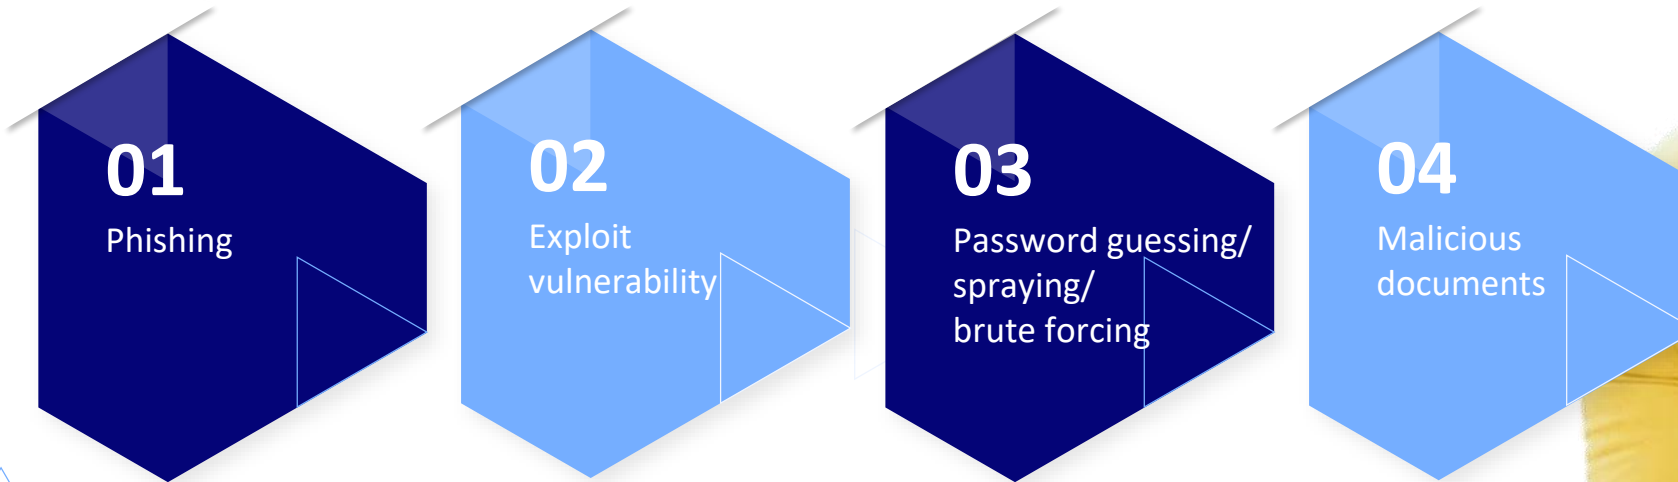 01
Phishing
02
Exploit
vulnerability
03
Password guessing/
spraying/
brute forcing
04
Malicious
documents